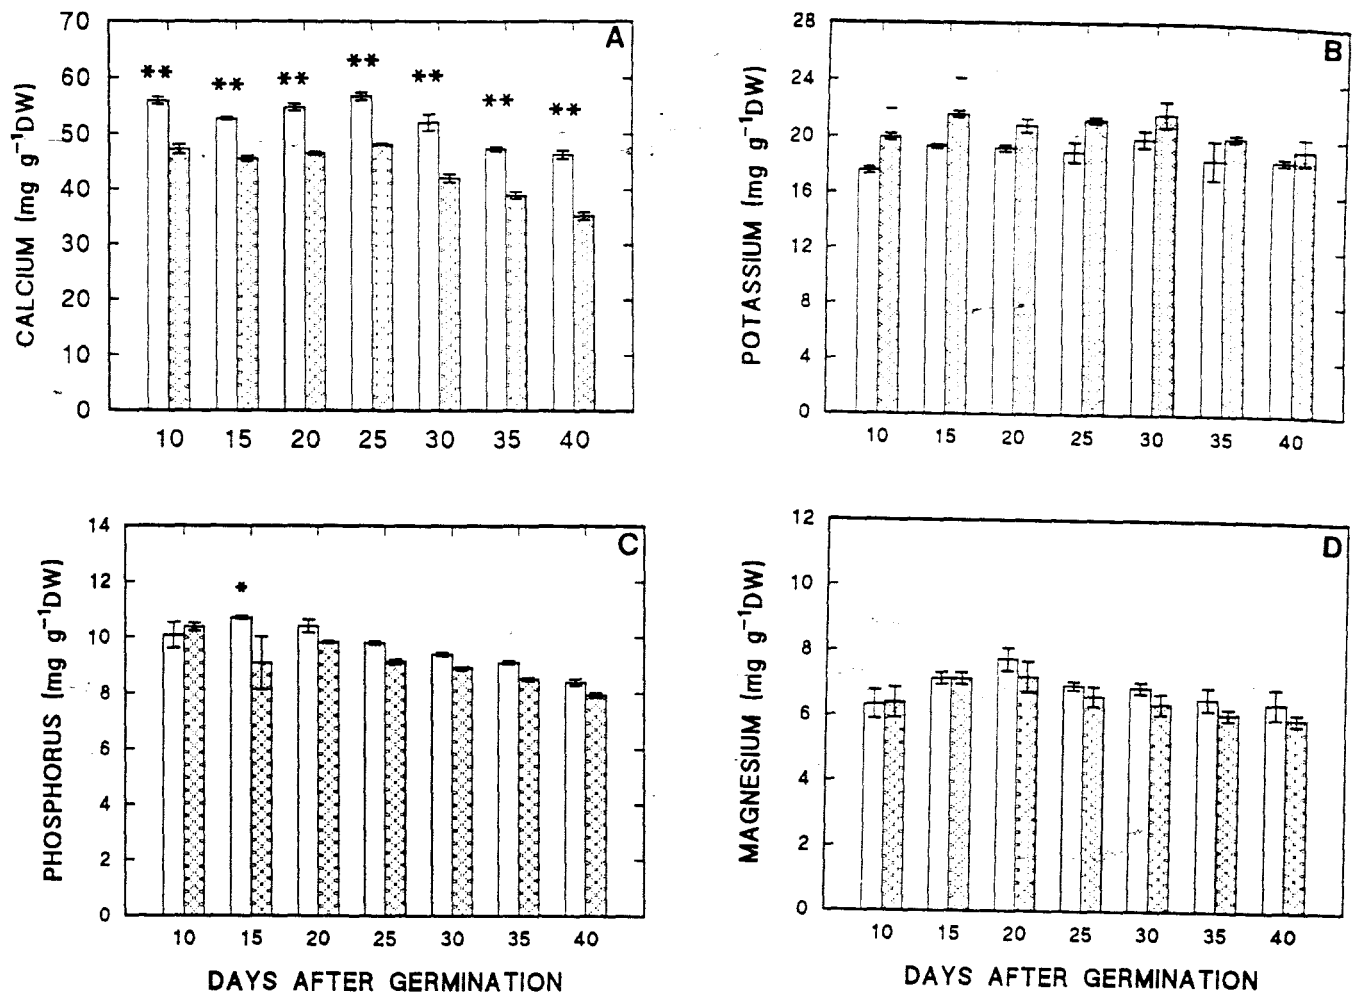 A
CALCIUM (mg g⁻¹DW)
70
60
50
40
30
20
10
0
** ** ** ** ** ** **
10 15 20 25 30 35 40
B
POTASSIUM (mg g⁻¹DW)
28
24
20
16
12
8
4
0
10 15 20 25 30 35 40
C
PHOSPHORUS (mg g⁻¹DW)
14
12
10
8
6
4
2
0
*
10 15 20 25 30 35 40
DAYS AFTER GERMINATION
D
MAGNESIUM (mg g⁻¹DW)
12
10
8
6
4
2
0
10 15 20 25 30 35 40
DAYS AFTER GERMINATION